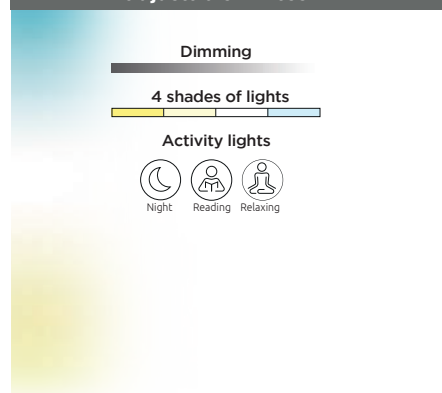 Dimming
4 shades of lights
Activity lights
Night Reading Relaxing